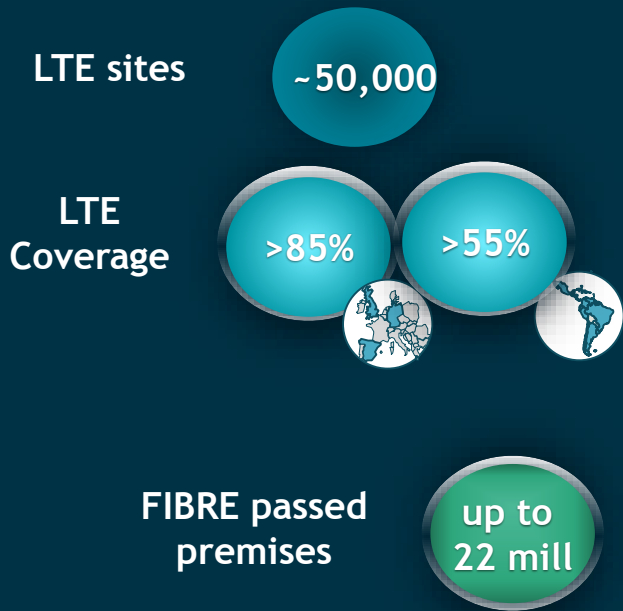 LTE sites
~50,000
LTE
Coverage
>85%
>55%
FIBRE passed
premises
up to
22 mill